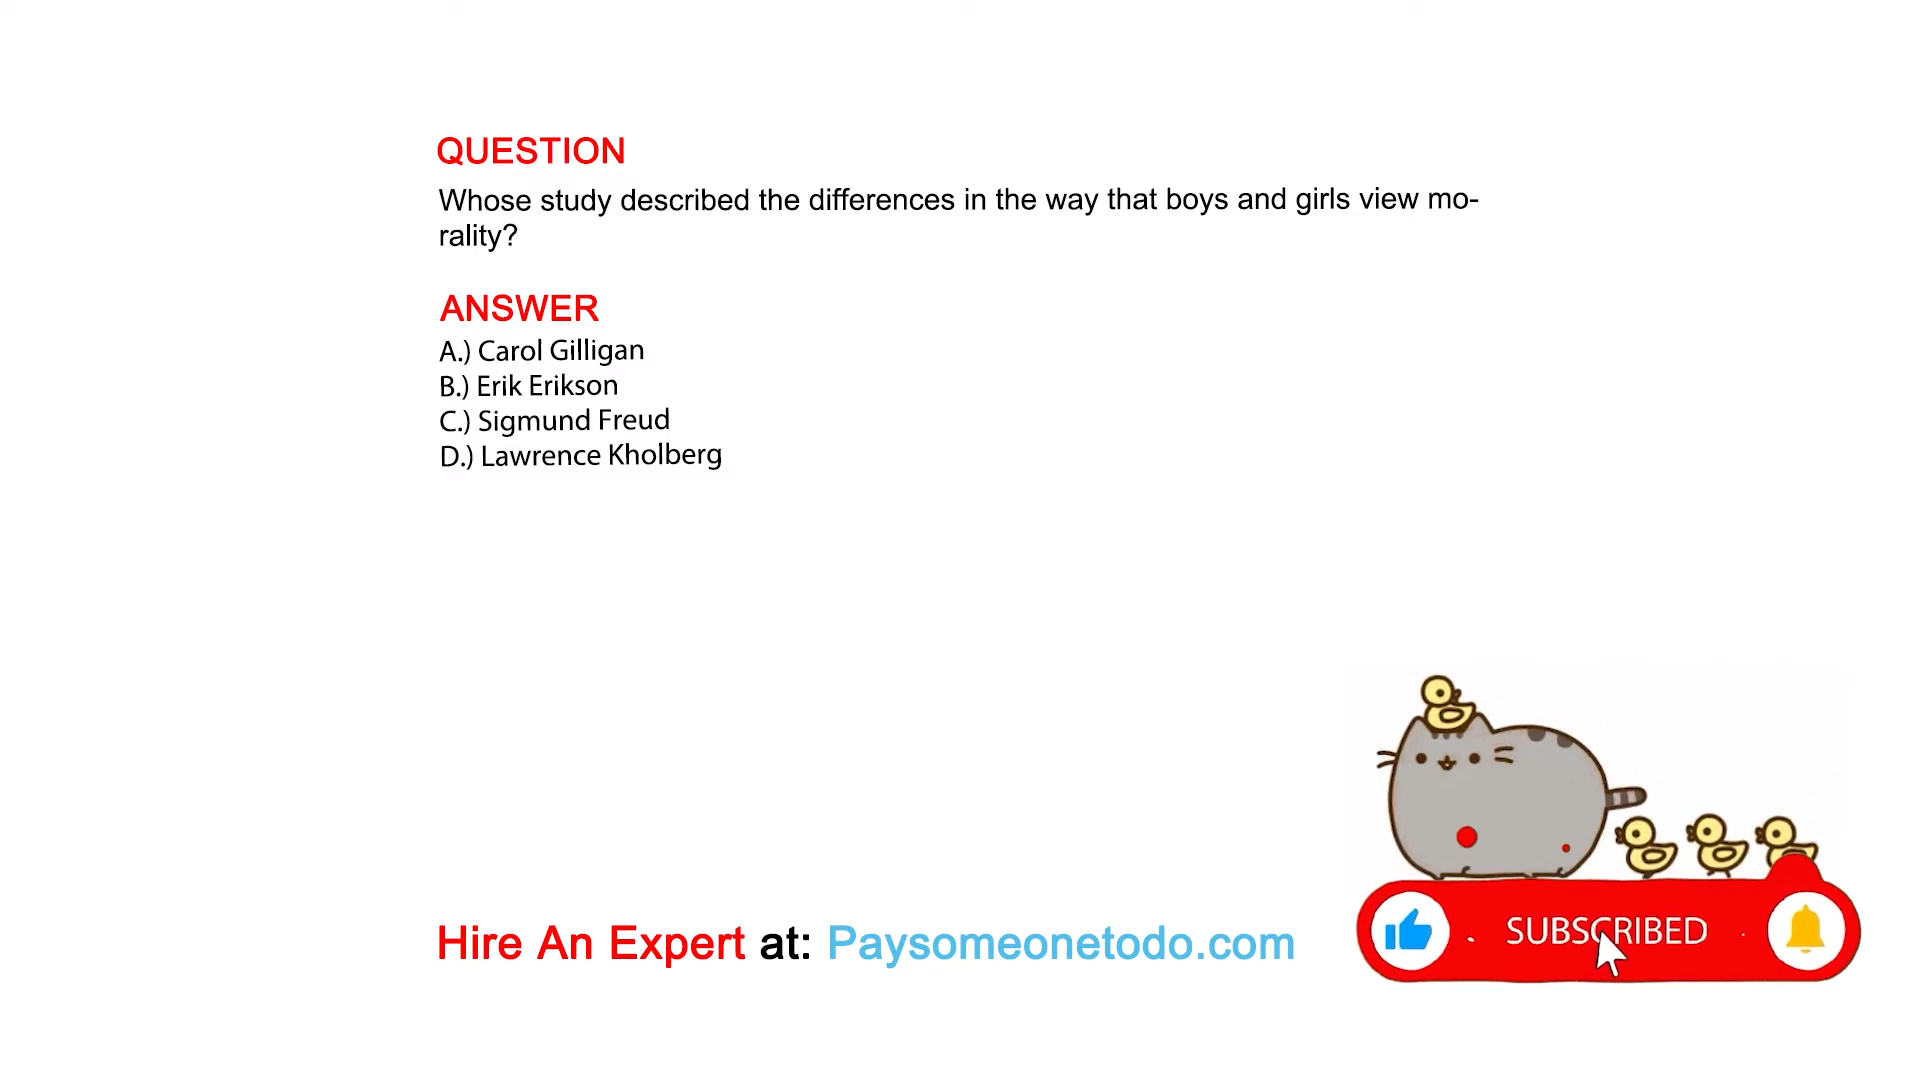 QUESTION
Whose study described the differences in the way that boys and girls view mo-
rality?
ANSWER
A.) Carol Gilligan
B.) Erik Erikson
C.) Sigmund Freud
D.) Lawrence Kholberg
Hire An Expert at: Paysomeonetodo.com
SUBSCRIBED